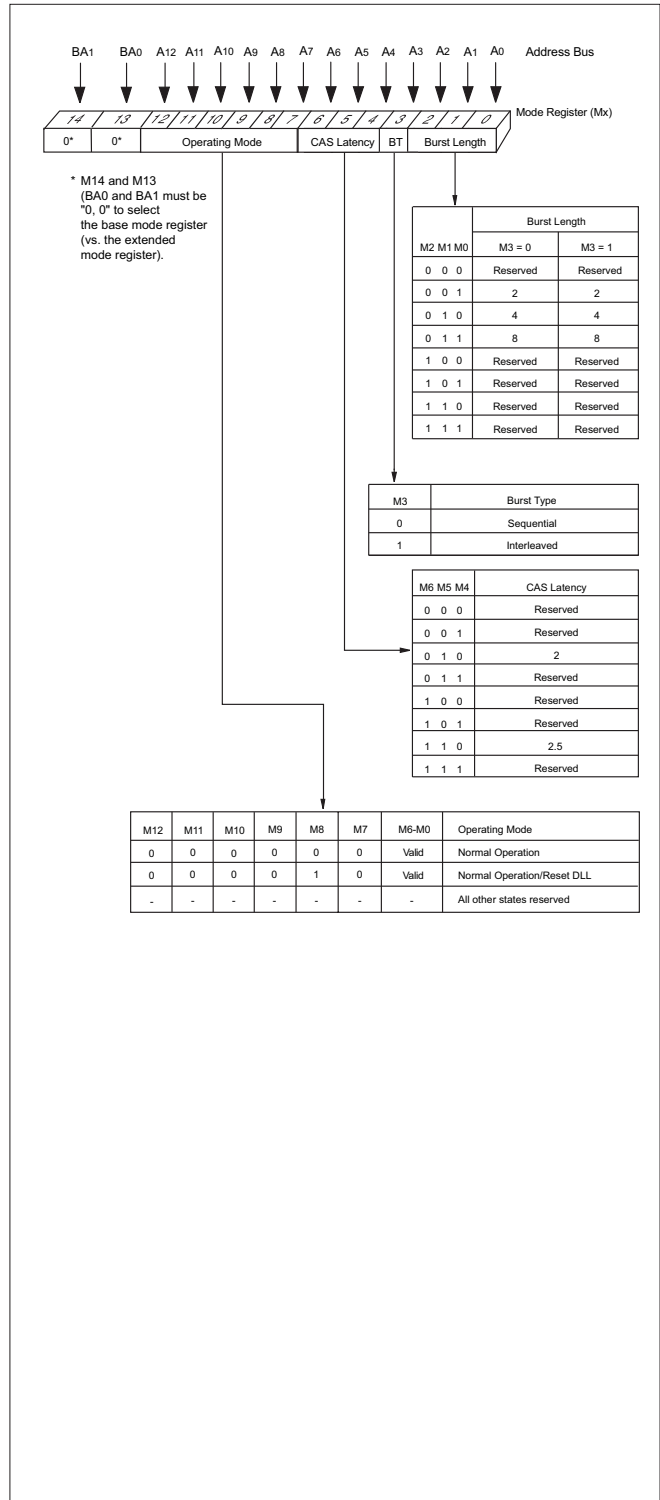 BA1 BA0 A12 A11 A10 A9 A8 A7 A6 A5 A4 A3 A2 A1 A0 Address Bus
14 13 12 11 10 9 8 7 6 5 4 3 2 1 0 Mode Register (Mx)
0* 0* Operating Mode CAS Latency BT Burst Length
* M14 and M13
(BA0 and BA1 must be
"0, 0" to select
the base mode register
(vs. the extended
mode register).
Burst Length
M2 M1 M0 M3 = 0 M3 = 1
0 0 0 Reserved Reserved
0 0 1 2 2
0 1 0 4 4
0 1 1 8 8
1 0 0 Reserved Reserved
1 0 1 Reserved Reserved
1 1 0 Reserved Reserved
1 1 1 Reserved Reserved
M3 Burst Type
0 Sequential
1 Interleaved
M6 M5 M4 CAS Latency
0 0 0 Reserved
0 0 1 Reserved
0 1 0 2
0 1 1 Reserved
1 0 0 Reserved
1 0 1 Reserved
1 1 0 2.5
1 1 1 Reserved
M12 M11 M10 M9 M8 M7 M6-M0 Operating Mode
0 0 0 0 0 0 Valid Normal Operation
0 0 0 0 1 0 Valid Normal Operation/Reset DLL
- - - - - - - All other states reserved